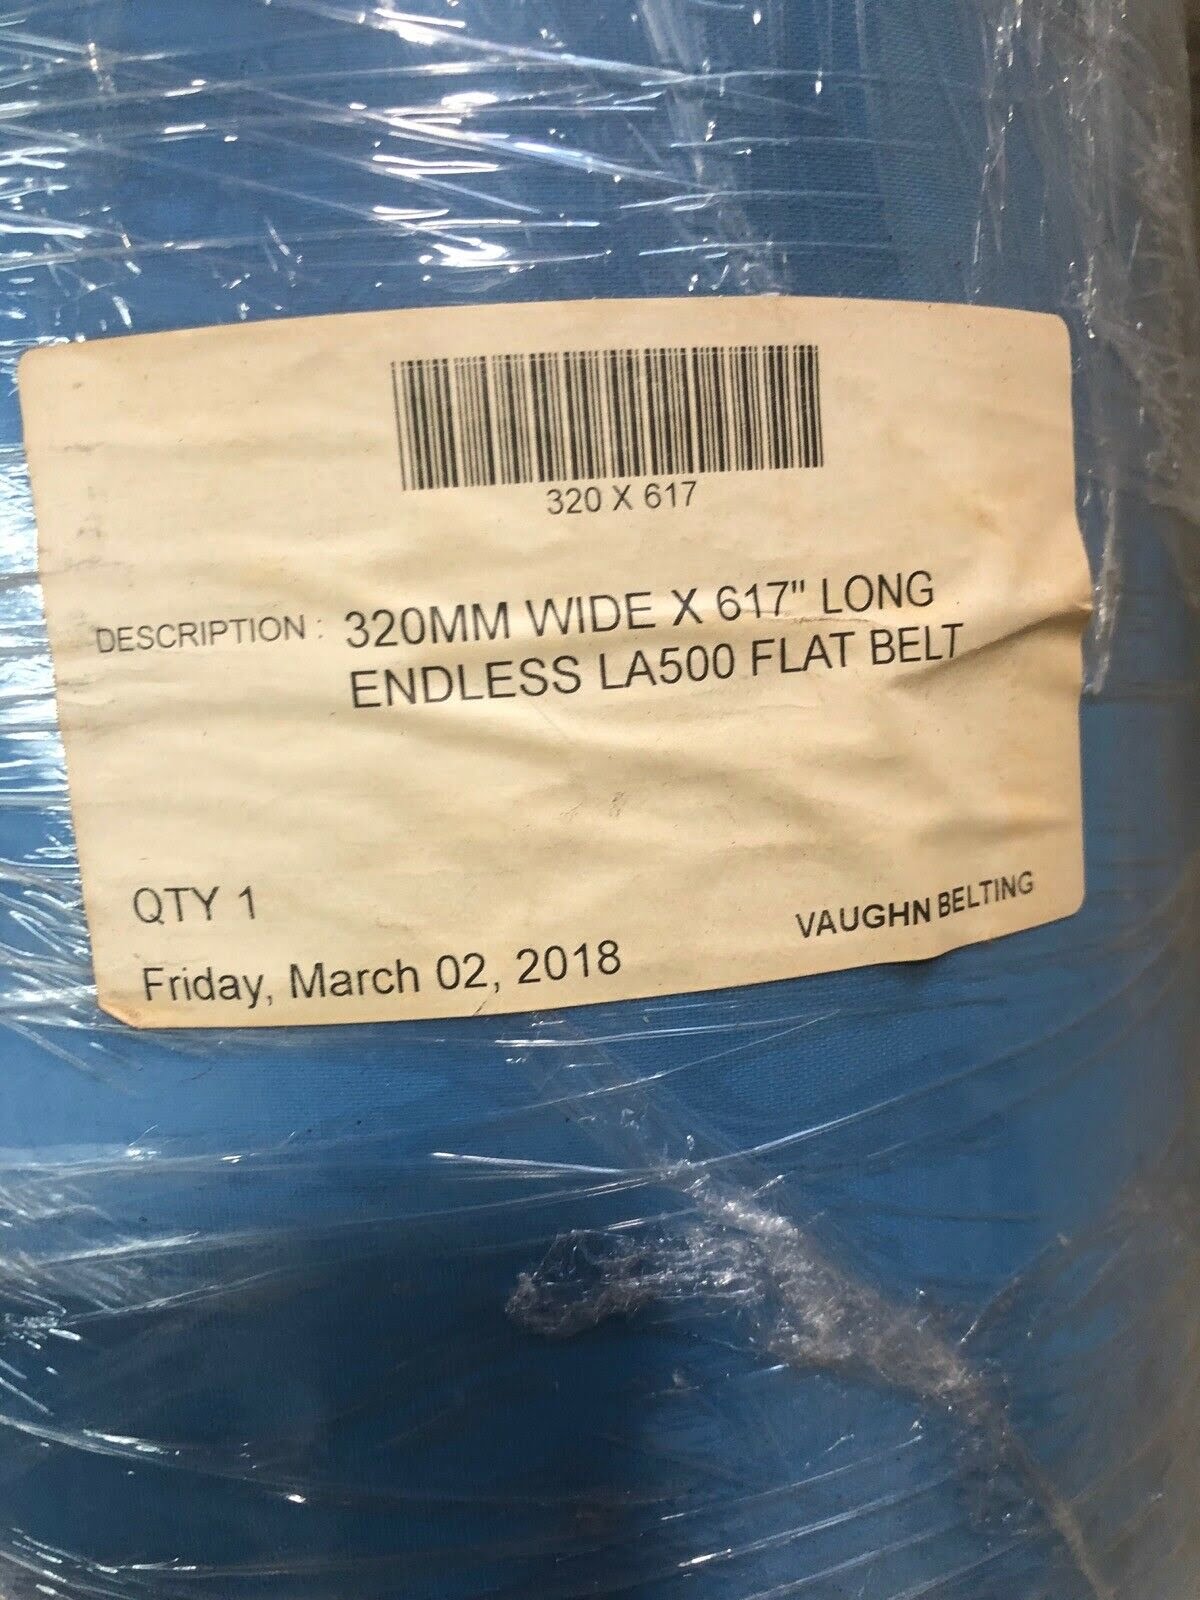 320 X 617
DESCRIPTION : 320MM WIDE X 617" LONG
ENDLESS LA500 FLAT BELT
QTY 1
VAUGHN BELTING
Friday, March 02, 2018